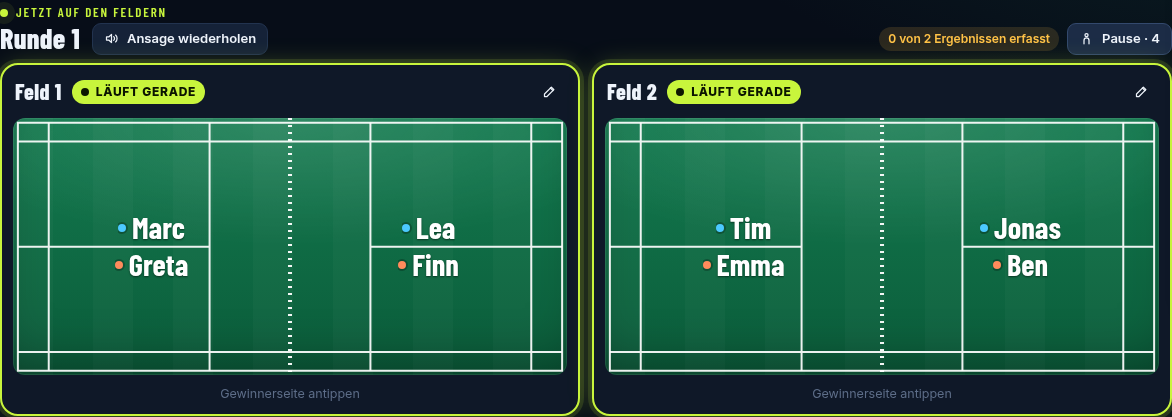 JETZT AUF DEN FELDERN
Runde 1
Ansage wiederholen
0 von 2 Ergebnissen erfasst
Pause · 4
Feld 1
LÄUFT GERADE
Marc
Greta
Lea
Finn
Gewinnerseite antippen
Feld 2
LÄUFT GERADE
Tim
Emma
Jonas
Ben
Gewinnerseite antippen